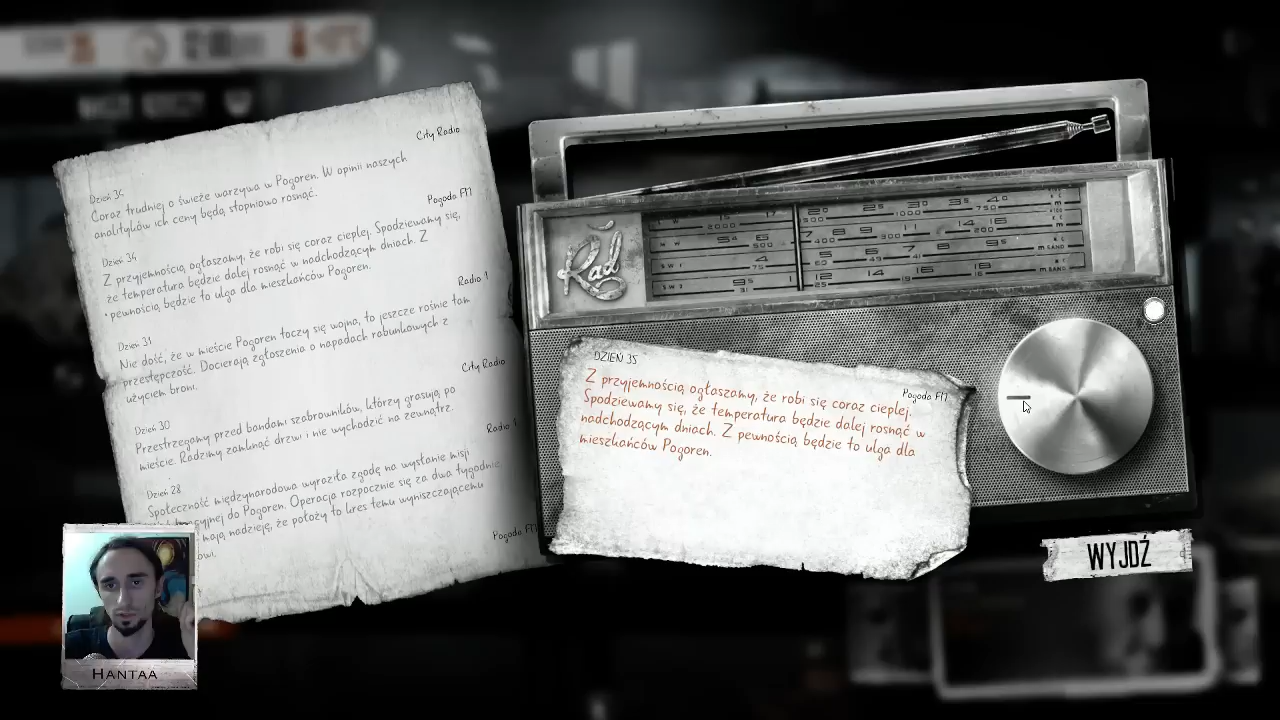 City Radio
Dzień 35
Coraz trudniej o świeże warzywa w Pogoren. W opinii naszych
analityków ich ceny będą stopniowo rosnąć.
Pogoda FM
Dzień 34
Z przyjemnością, ogłaszamy, że robi się coraz cieplej. Spodziewamy się,
że temperatura będzie dalej rosnąć w nadchodzącym dniach. Z
pewnością będzie to ulga dla mieszkańców Pogoren.
Radio 1
Dzień 31
Nie dość, że w mieście Pogoren toczy się wojna, to jeszcze rośnie tam
przestępczość. Docierają zgłoszenia o napadach rabunkowych z
użyciem broni.
City Radio
Dzień 30
Przestrzegamy przed bandami szabrowników, którzy grasują po
mieście. Radzimy zamknąć drzwi i nie wychodzić na zewnątrz.
Radio 1
Dzień 28
Społeczność międzynarodowa wyraziła zgodę na wysłanie misji
do Pogoren. Operacja rozpocznie się za dwa tygodnie
mają nadzieję, że położy to kres temu wyniszczającemu
Pogoda FM
Rad
DZIEŃ 35
Pogoda FM
Z przyjemnością, ogłaszamy, że robi się coraz cieplej.
Spodziewamy się, że temperatura będzie dalej rosnąć w
nadchodzącym dniach. Z pewnością będzie to ulga dla
mieszkańców Pogoren.
WYJDŹ
HANTAA